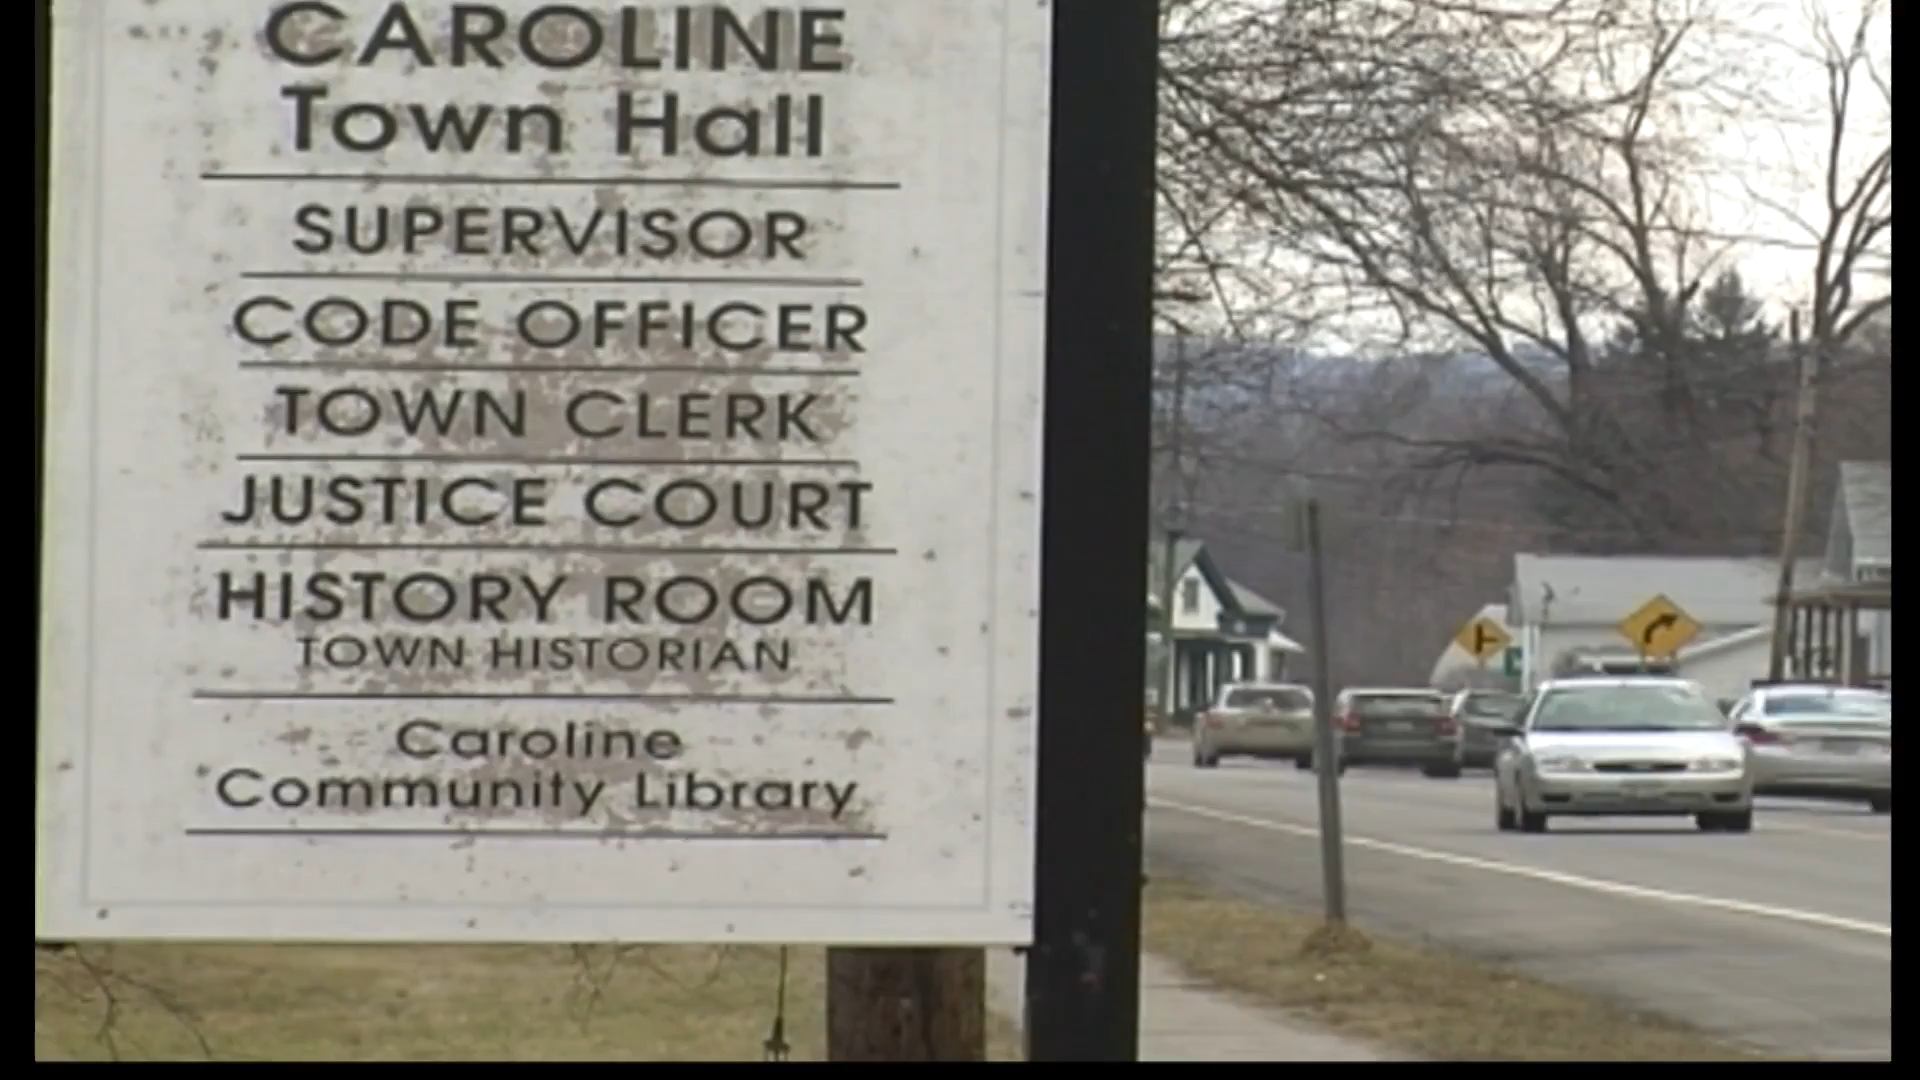 CAROLINE
Town Hall
SUPERVISOR
CODE OFFICER
TOWN CLERK
JUSTICE COURT
HISTORY ROOM
TOWN HISTORIAN
Caroline
Community Library